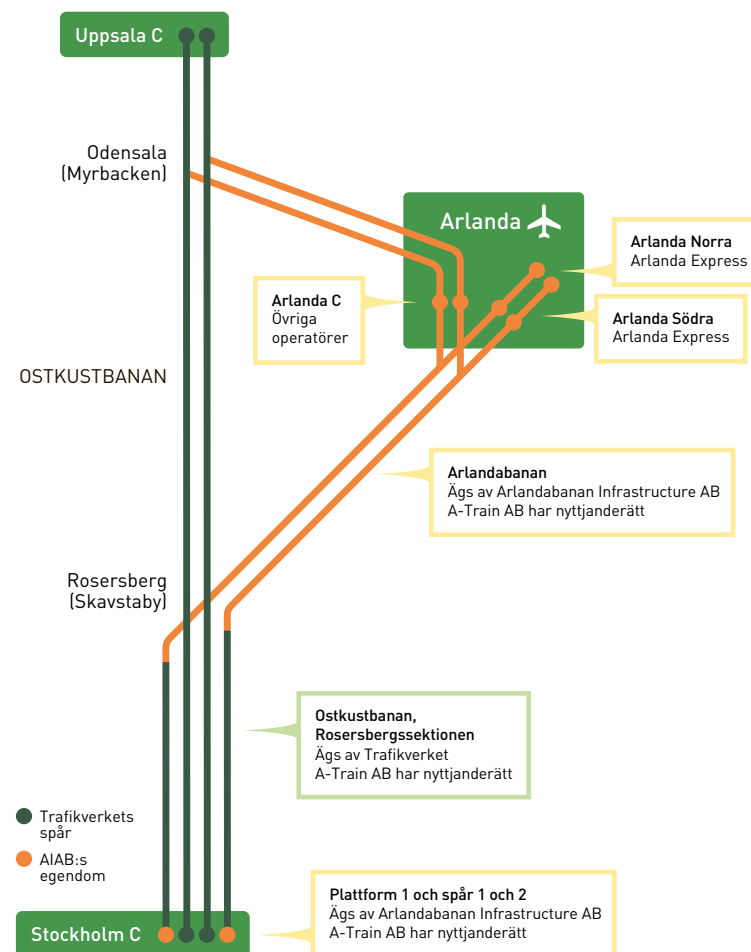 Uppsala C
Odensala
(Myrbacken)
Arlanda
Arlanda Norra
Arlanda Express
Arlanda C
Övriga
operatörer
Arlanda Södra
Arlanda Express
OSTKUSTBANAN
Arlandabanan
Ägs av Arlandabanan Infrastructure AB
A-Train AB har nyttjanderätt
Rosersberg
(Skavstaby)
Ostkustbanan,
Rosersbergssektionen
Ägs av Trafikverket
A-Train AB har nyttjanderätt
Trafikverkets
spår
AIAB:s
egendom
Plattform 1 och spår 1 och 2
Ägs av Arlandabanan Infrastructure AB
A-Train AB har nyttjanderätt
Stockholm C